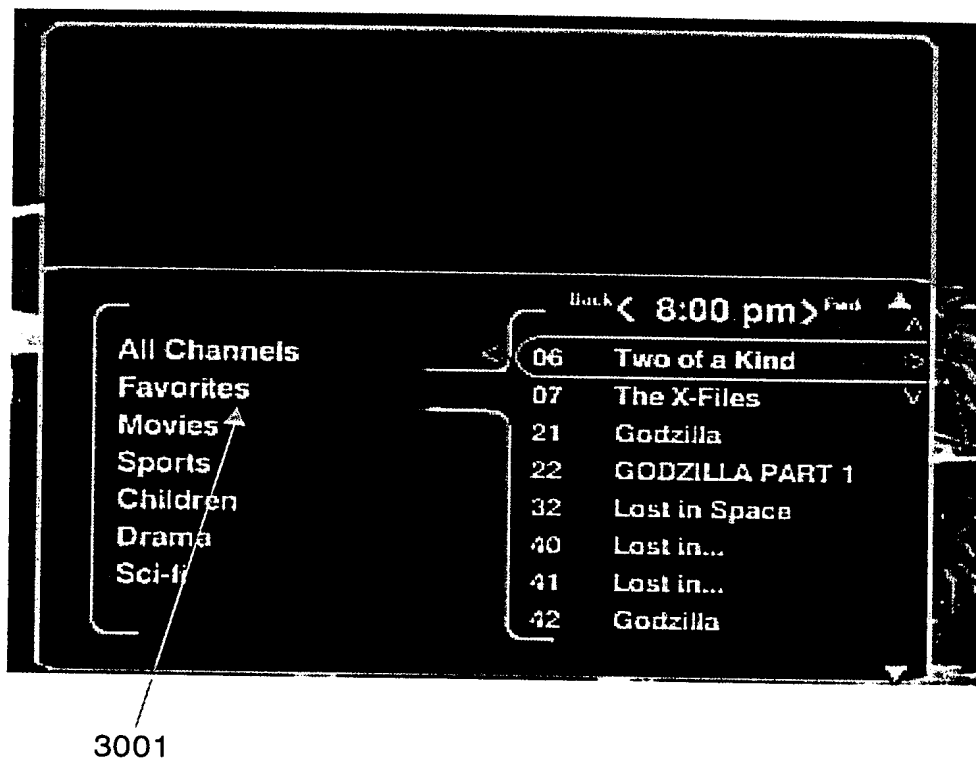 Back < 8:00 pm > Fwd
All Channels
Favorites
Movies
Sports
Children
Drama
Sci-fi
06 Two of a Kind
07 The X-Files
21 Godzilla
22 GODZILLA PART 1
32 Lost in Space
40 Lost in...
41 Lost in...
42 Godzilla
3001